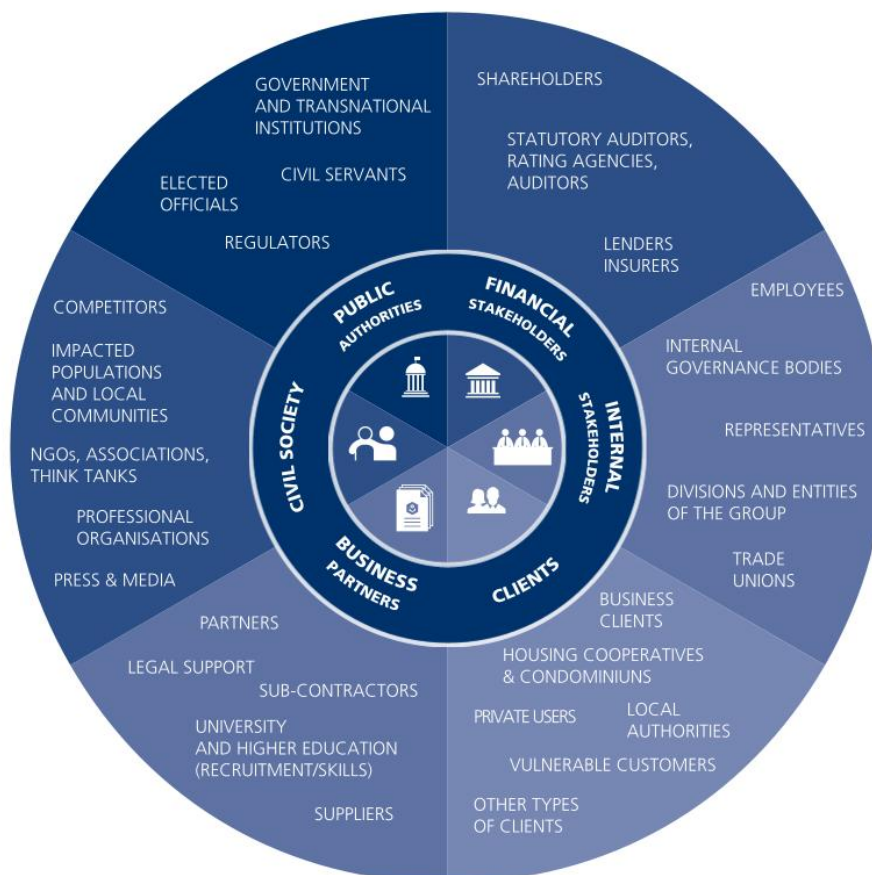 GOVERNMENT
AND TRANSNATIONAL
INSTITUTIONS
CIVIL SERVANTS
ELECTED
OFFICIALS
REGULATORS
SHAREHOLDERS
STATUTORY AUDITORS,
RATING AGENCIES,
AUDITORS
LENDERS
INSURERS
EMPLOYEES
INTERNAL
GOVERNANCE BODIES
REPRESENTATIVES
DIVISIONS AND ENTITIES
OF THE GROUP
TRADE
UNIONS
BUSINESS
CLIENTS
HOUSING COOPERATIVES
& CONDOMINIUNS
PRIVATE USERS
LOCAL
AUTHORITIES
VULNERABLE CUSTOMERS
OTHER TYPES
OF CLIENTS
PARTNERS
LEGAL SUPPORT
SUB-CONTRACTORS
UNIVERSITY
AND HIGHER EDUCATION
(RECRUITMENT/SKILLS)
SUPPLIERS
COMPETITORS
IMPACTED
POPULATIONS
AND LOCAL
COMMUNITIES
NGOs, ASSOCIATIONS,
THINK TANKS
PROFESSIONAL
ORGANISATIONS
PRESS & MEDIA
PUBLIC
AUTHORITIES
FINANCIAL
STAKEHOLDERS
INTERNAL
STAKEHOLDERS
CLIENTS
BUSINESS
PARTNERS
CIVIL SOCIETY